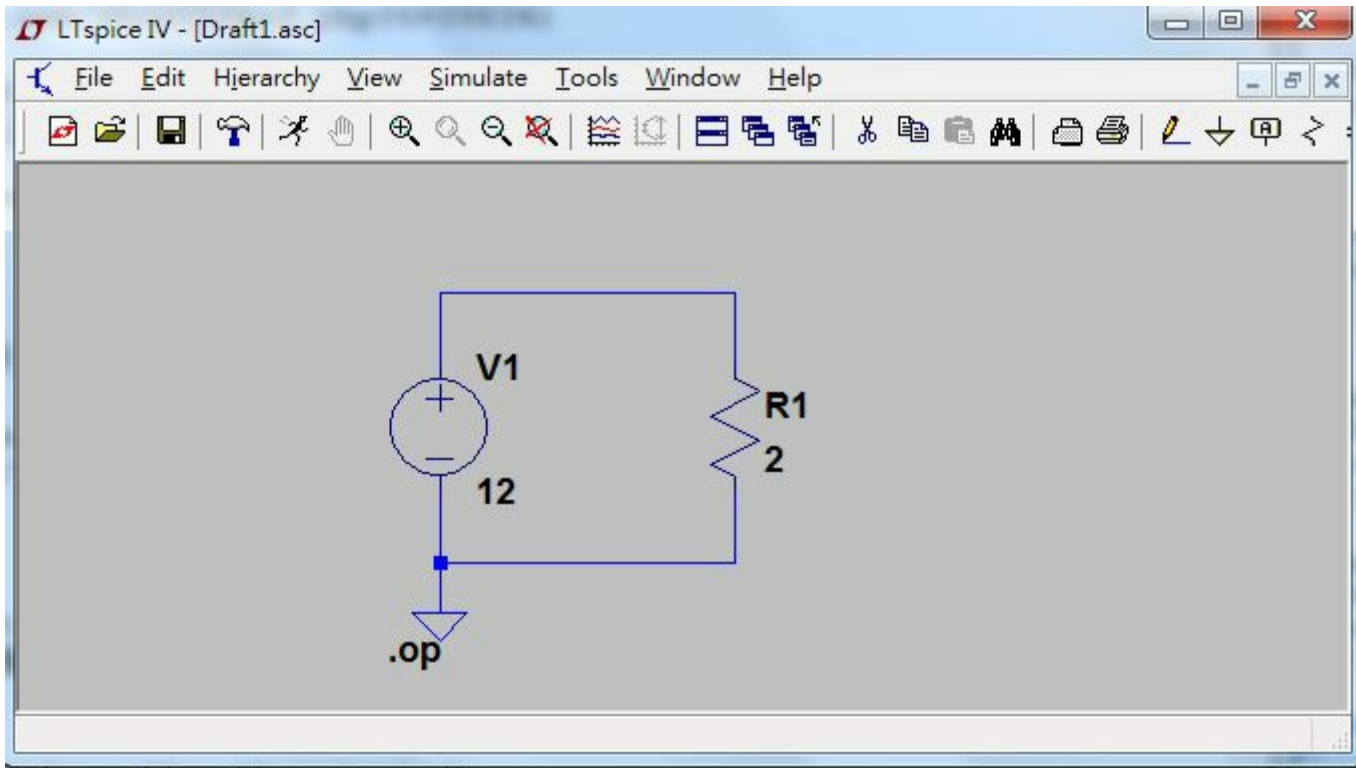 LTspice IV - [Draft1.asc]
File Edit Hierarchy View Simulate Tools Window Help
V1
R1
2
12
.op